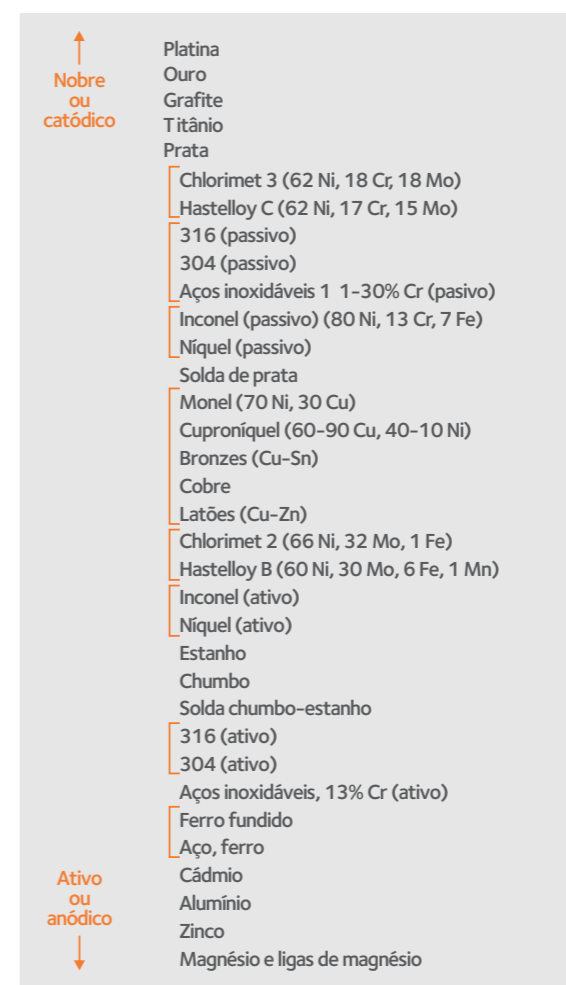 Nobre
ou
catódico
Platina
Ouro
Grafite
Titânio
Prata
Chlorimet 3 (62 Ni, 18 Cr, 18 Mo)
Hastelloy C (62 Ni, 17 Cr, 15 Mo)
316 (passivo)
304 (passivo)
Aços inoxidáveis 1 1-30% Cr (pasivo)
Inconel (passivo) (80 Ni, 13 Cr, 7 Fe)
Níquel (passivo)
Solda de prata
Monel (70 Ni, 30 Cu)
Cuproníquel (60-90 Cu, 40-10 Ni)
Bronzes (Cu-Sn)
Cobre
Latões (Cu-Zn)
Chlorimet 2 (66 Ni, 32 Mo, 1 Fe)
Hastelloy B (60 Ni, 30 Mo, 6 Fe, 1 Mn)
Inconel (ativo)
Níquel (ativo)
Estanho
Chumbo
Solda chumbo-estanho
316 (ativo)
304 (ativo)
Aços inoxidáveis, 13% Cr (ativo)
Ferro fundido
Aço, ferro
Cádmio
Alumínio
Zinco
Magnésio e ligas de magnésio
Ativo
ou
anódico